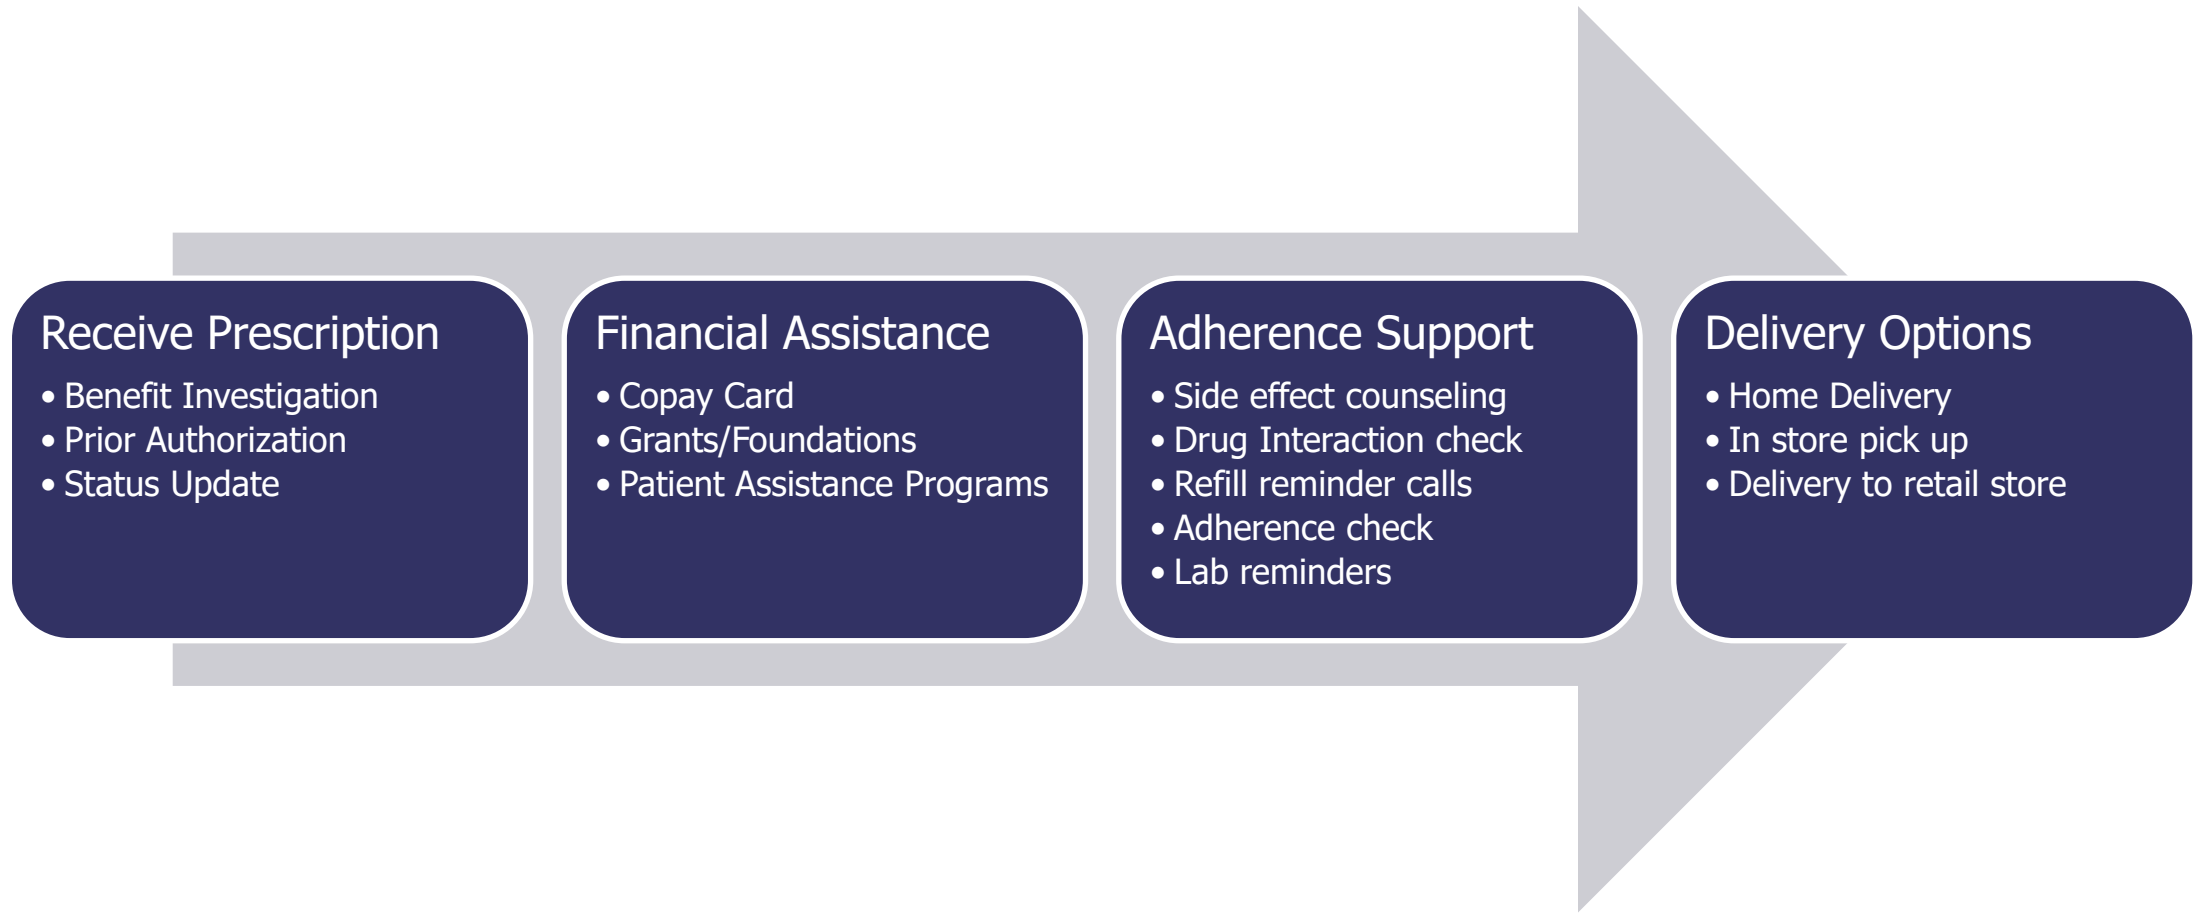 Receive Prescription
• Benefit Investigation
• Prior Authorization
• Status Update
Financial Assistance
• Copay Card
• Grants/Foundations
• Patient Assistance Programs
Adherence Support
• Side effect counseling
• Drug Interaction check
• Refill reminder calls
• Adherence check
• Lab reminders
Delivery Options
• Home Delivery
• In store pick up
• Delivery to retail store